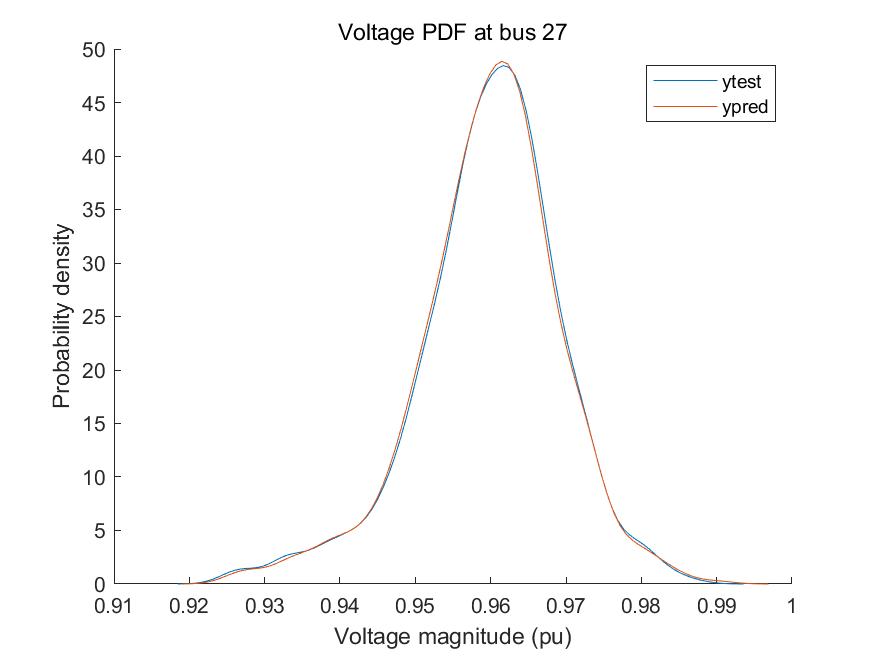 Voltage PDF at bus 27
50
45
40
35
30
25
20
15
10
5
0
Probability density
ytest
ypred
0.91 0.92 0.93 0.94 0.95 0.96 0.97 0.98 0.99 1
Voltage magnitude (pu)